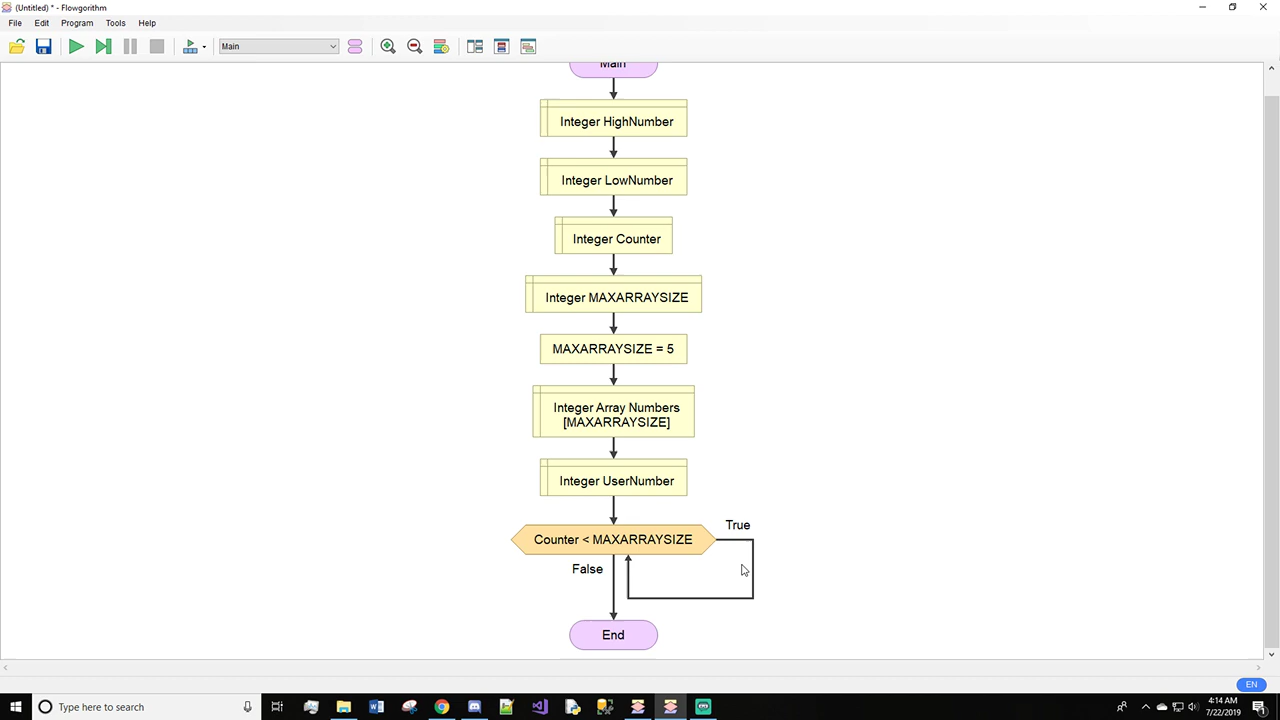 (Untitled) * - Flowgorithm
File Edit Program Tools Help
Main
Main
Integer HighNumber
Integer LowNumber
Integer Counter
Integer MAXARRAYSIZE
MAXARRAYSIZE = 5
Integer Array Numbers
[MAXARRAYSIZE]
Integer UserNumber
True
Counter < MAXARRAYSIZE
False
End
EN
Type here to search
4:14 AM
7/22/2019
1